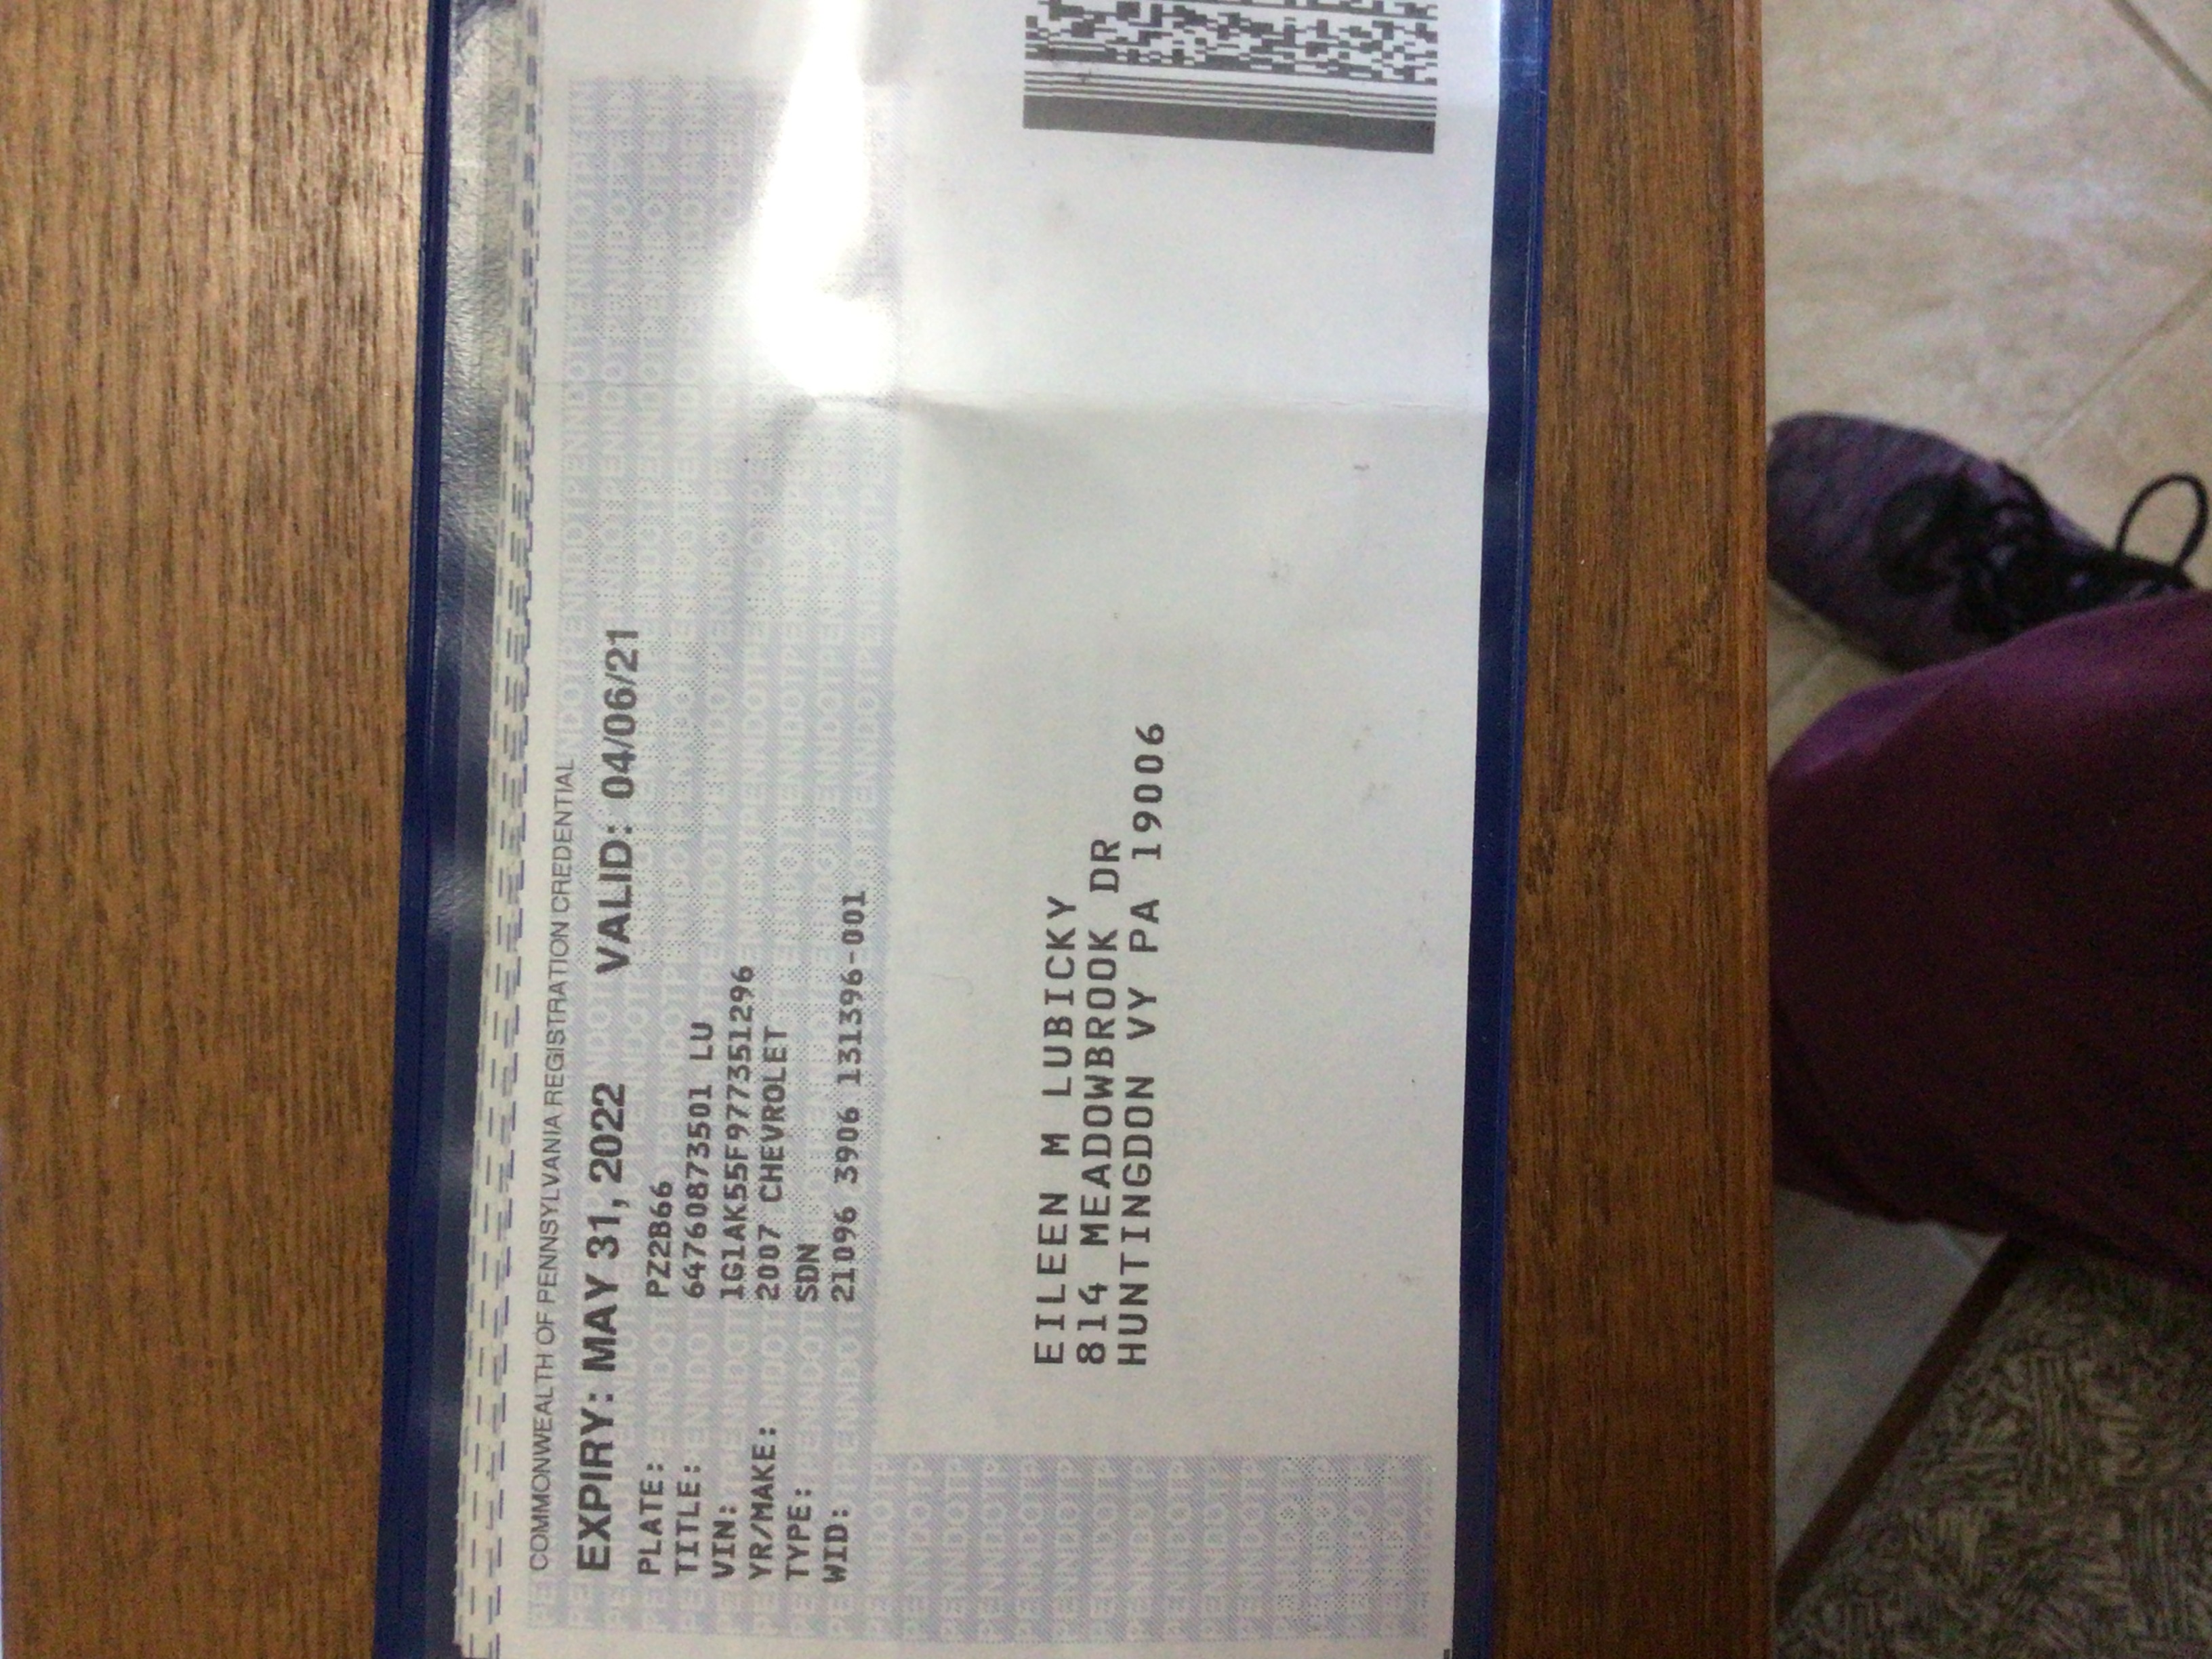 COMMONWEALTH OF PENNSYLVANIA REGISTRATION CREDENTIAL
EXPIRY: MAY 31, 2022 VALID: 04/06/21
PLATE: PZ2B66
TITLE: 64760873501 LU
VIN: 1G1AK55F977351296
YR/MAKE: 2007 CHEVROLET
TYPE: SDN
WID: 21096 3906 131396-001
EILEEN M LUBICKY
814 MEADOWBROOK DR
HUNTINGDON VY PA 19006